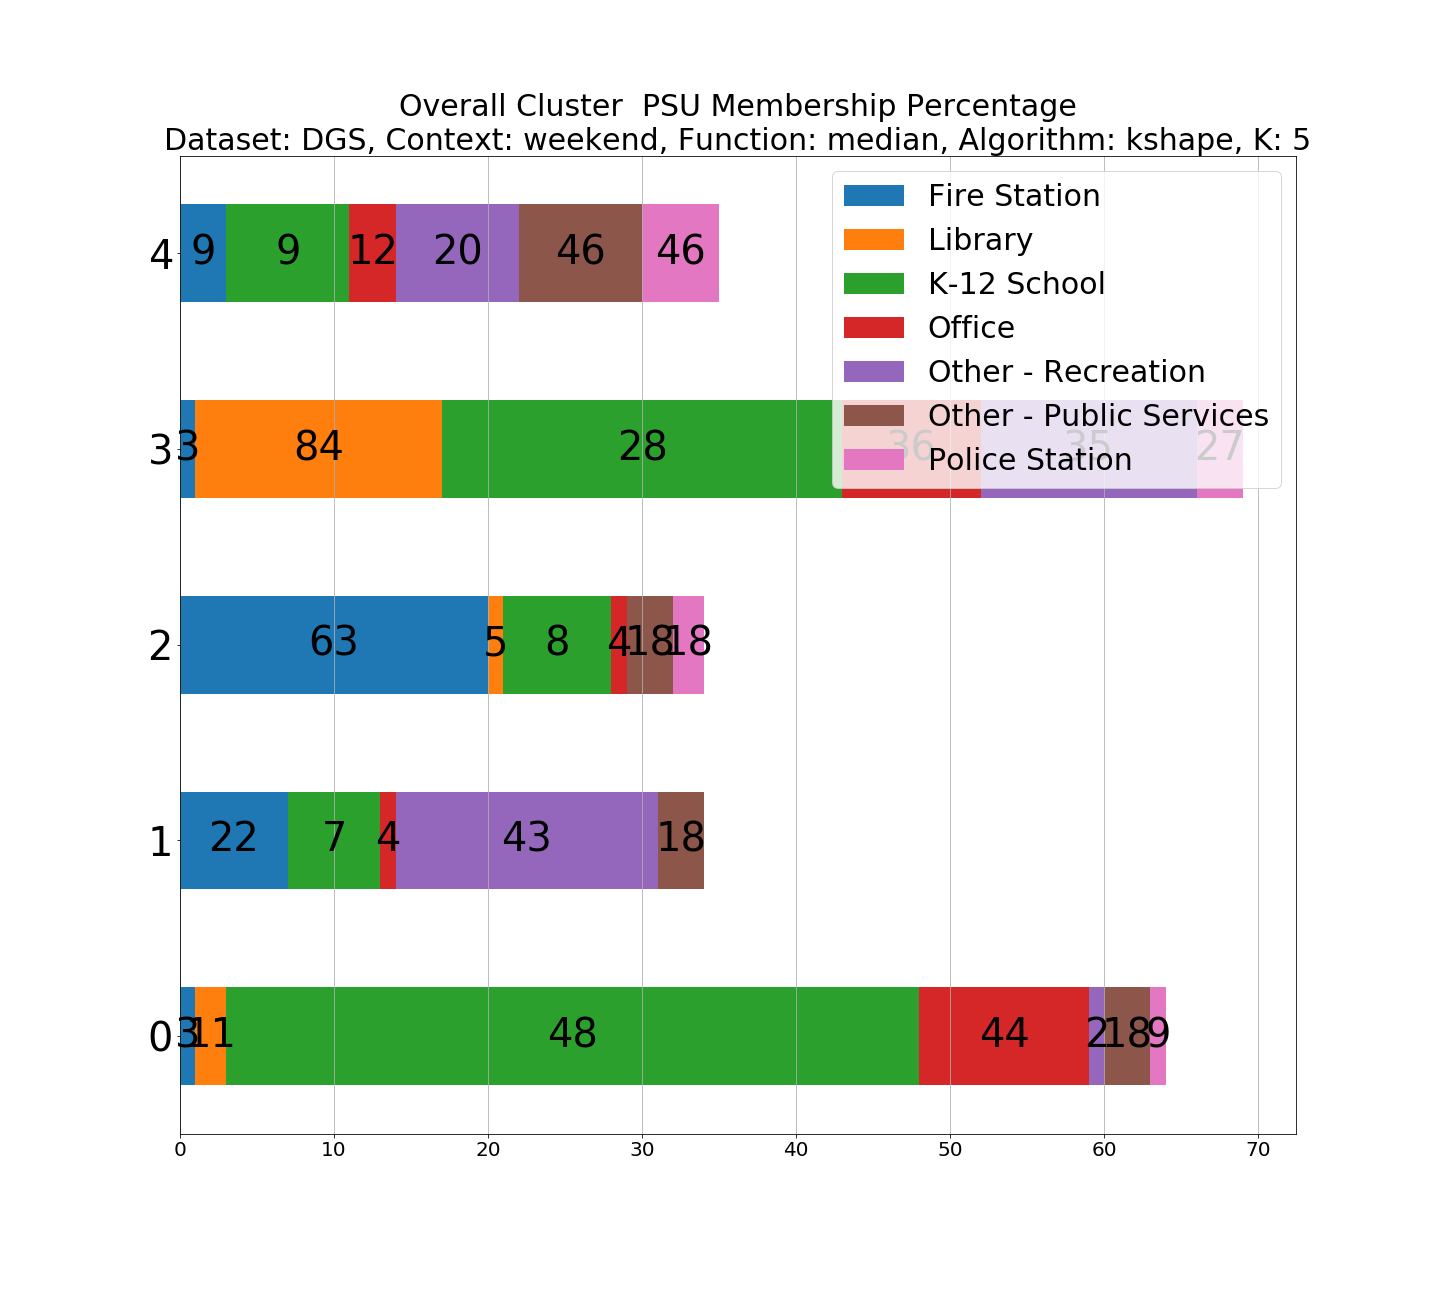 Overall Cluster  PSU Membership Percentage
Dataset: DGS, Context: weekend, Function: median, Algorithm: kshape, K: 5
Fire Station
Library
K-12 School
Office
Other - Recreation
Other - Public Services
Police Station
4 9 9 12 20 46 46
3 3 84 28 36 35 27
2 63 5 8 4 18 18
1 22 7 4 43 18
0 3 11 48 44 2 18 9
0 10 20 30 40 50 60 70